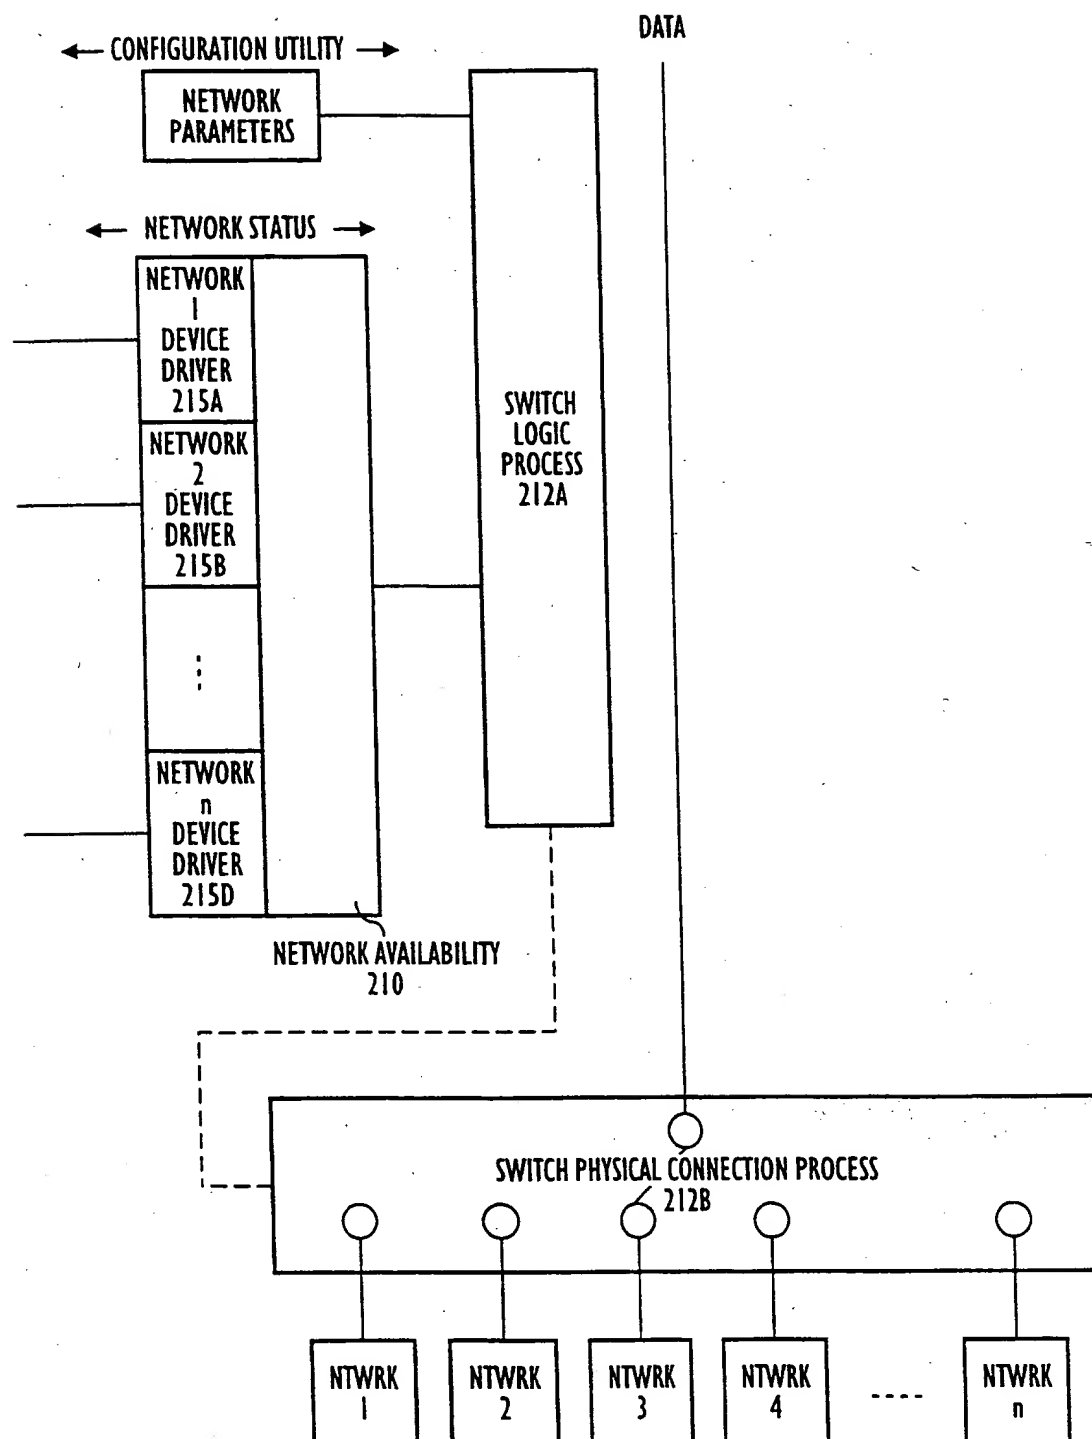 DATA
CONFIGURATION UTILITY
NETWORK
PARAMETERS
NETWORK STATUS
NETWORK
1
DEVICE
DRIVER
215A
NETWORK
2
DEVICE
DRIVER
215B
NETWORK
n
DEVICE
DRIVER
215D
SWITCH
LOGIC
PROCESS
212A
NETWORK AVAILABILITY
210
SWITCH PHYSICAL CONNECTION PROCESS
212B
NTWRK
1
NTWRK
2
NTWRK
3
NTWRK
4
NTWRK
n